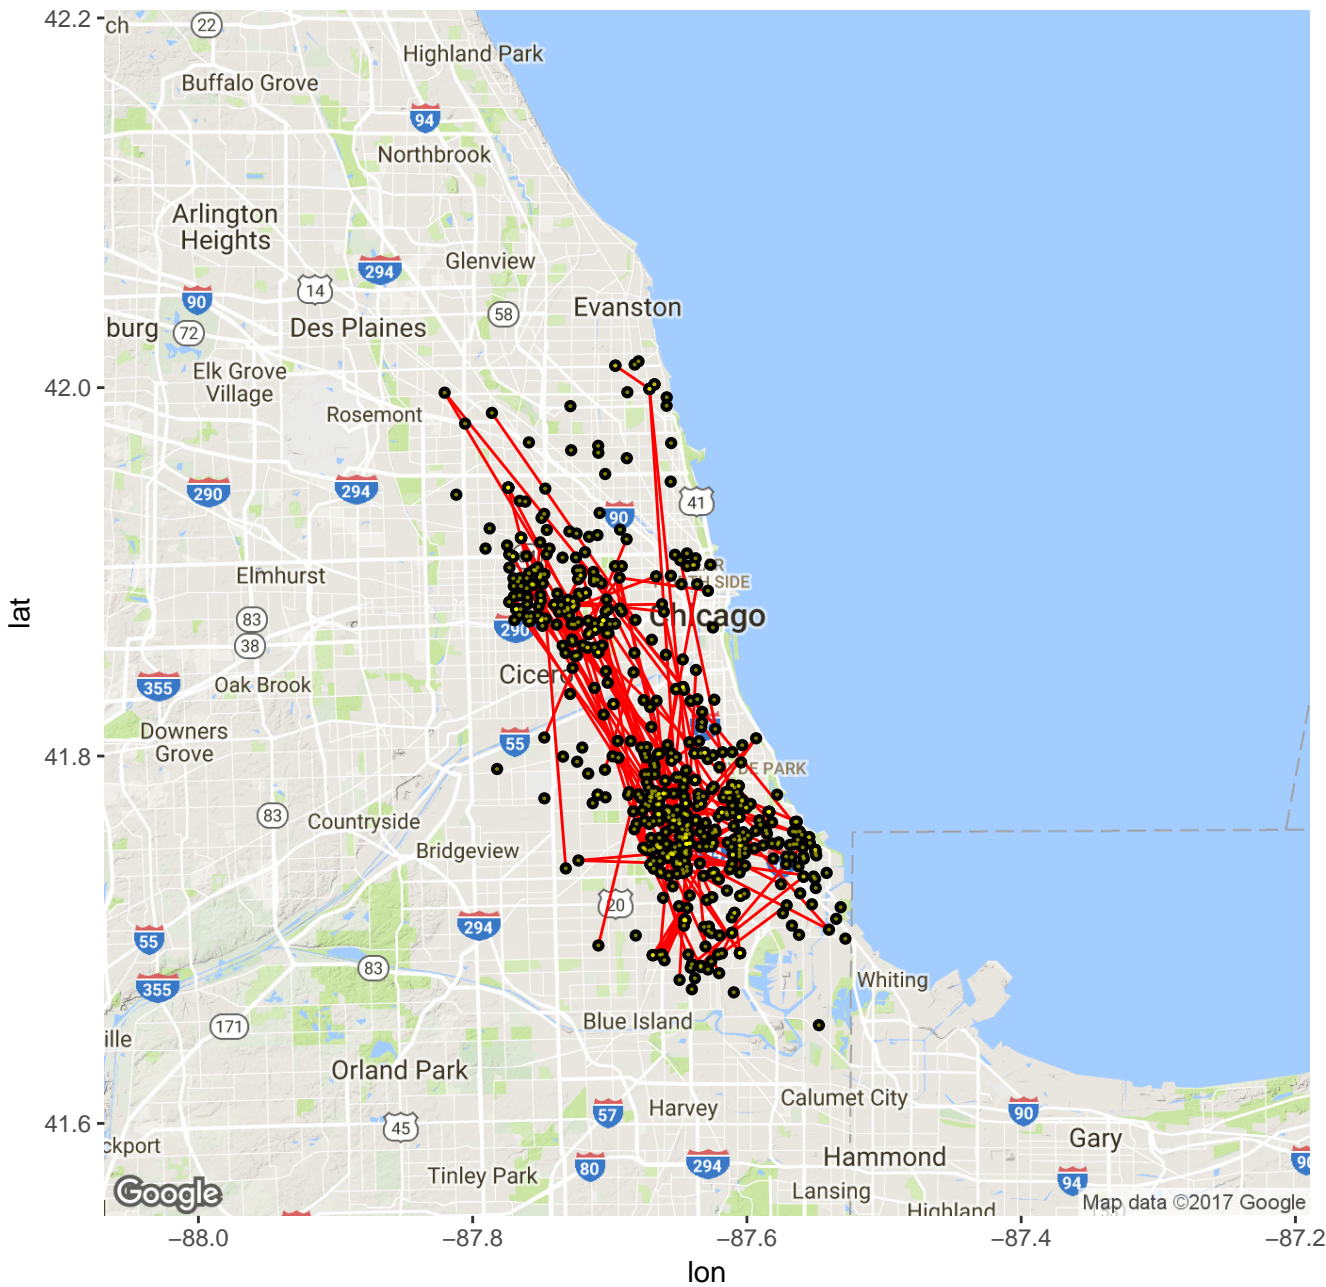 42.2
ch
22
Highland Park
Buffalo Grove
94
Northbrook
Arlington
Heights
Glenview
294
14
90
58
Evanston
burg
72
Des Plaines
42.0
Elk Grove
Village
Rosemont
290
294
41
90
Elmhurst
SIDE
83
Chicago
290
38
355
Oak Brook
Cicero
Downers
Grove
55
41.8
DE PARK
83
Countryside
Bridgeview
20
294
55
83
355
Whiting
171
Blue Island
ille
Orland Park
Calumet City
57
Harvey
90
41.6
45
Gary
ckport
Hammond
80
294
90
Tinley Park
94
Lansing
Google
Highland
Map data ©2017 Google
−88.0
−87.8
−87.6
−87.4
−87.2
lon
lat